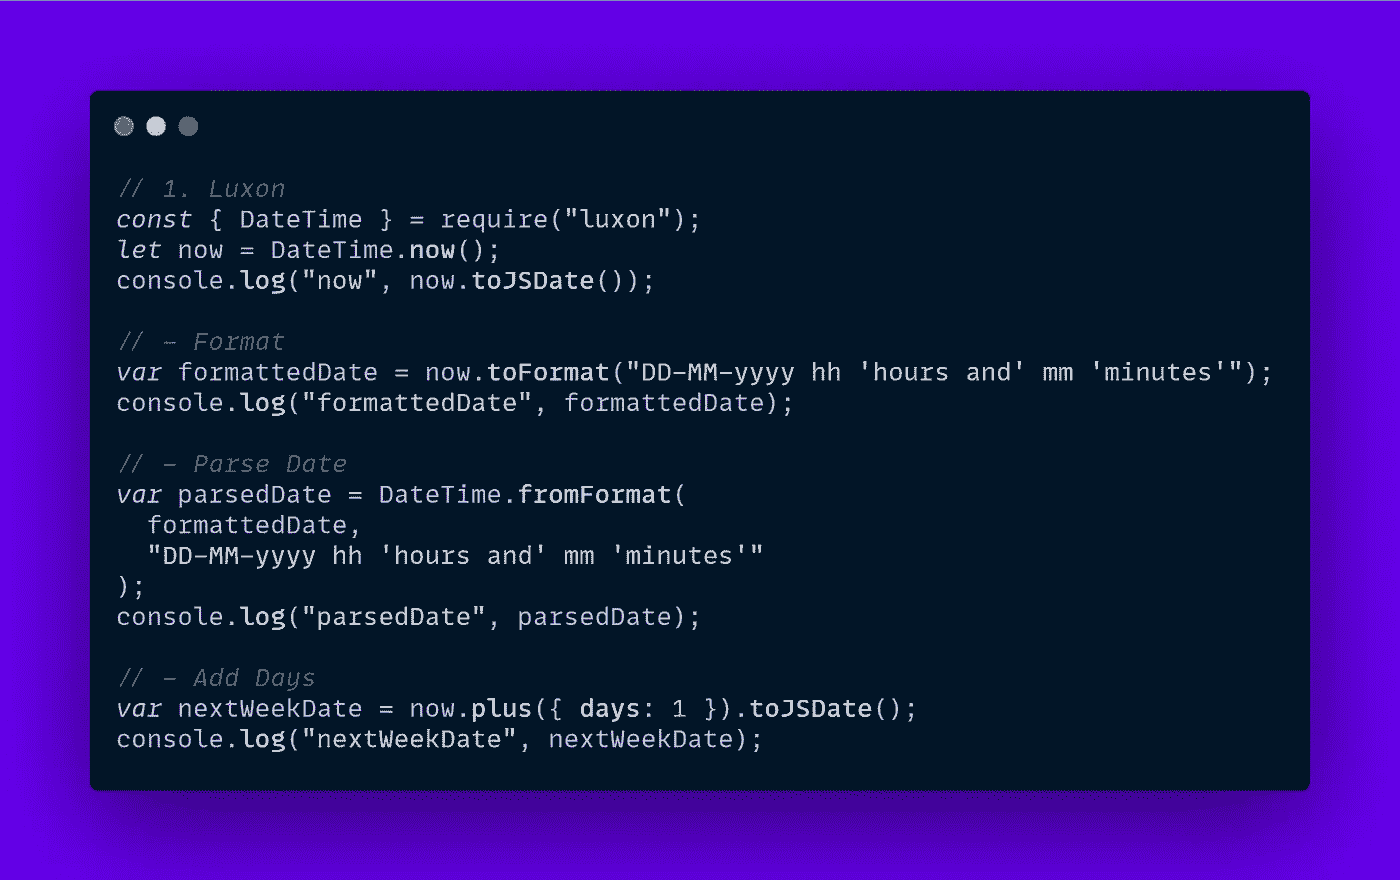 // 1. Luxon
const { DateTime } = require("luxon");
let now = DateTime.now();
console.log("now", now.toJSDate());

// - Format
var formattedDate = now.toFormat("DD-MM-yyyy hh 'hours and' mm 'minutes'");
console.log("formattedDate", formattedDate);

// - Parse Date
var parsedDate = DateTime.fromFormat(
  formattedDate,
  "DD-MM-yyyy hh 'hours and' mm 'minutes'"
);
console.log("parsedDate", parsedDate);

// - Add Days
var nextWeekDate = now.plus({ days: 1 }).toJSDate();
console.log("nextWeekDate", nextWeekDate);